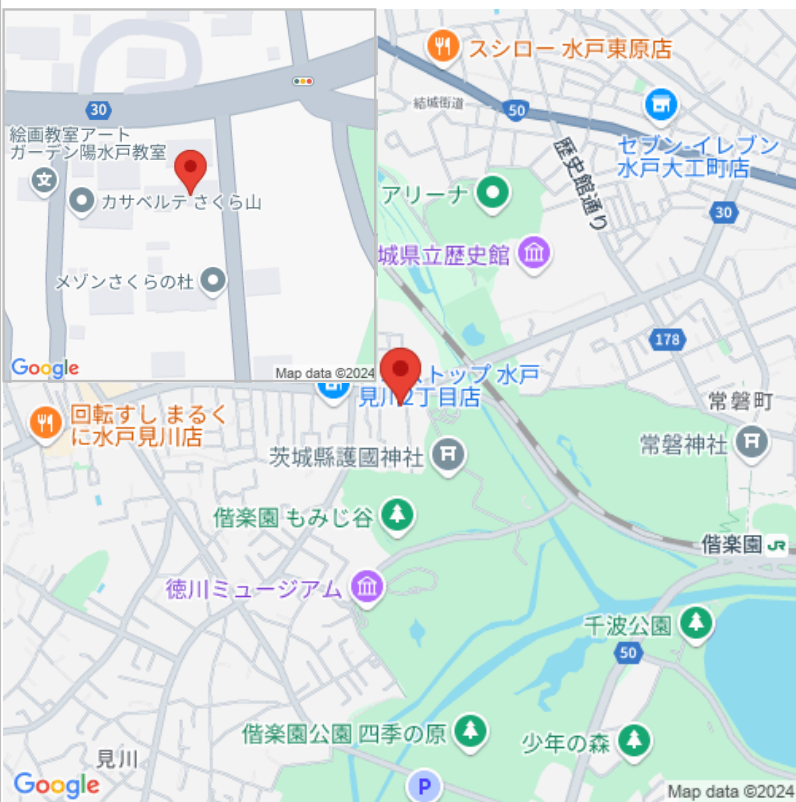 30
絵画教室アート
ガーデン陽水戸教室
カサベルテ さくら山
メゾンさくらの杜
Google
Map data ©2024
スシロー 水戸東原店
結城街道
50
セブン-イレブン
水戸大工町店
歴史館通り
アリーナ
30
城県立歴史館
178
ストップ 水戸
見川2丁目店
回転すし まるく
に水戸見川店
常磐町
茨城縣護國神社
常磐神社
偕楽園 もみじ谷
偕楽園 JR
徳川ミュージアム
千波公園
50
偕楽園公園 四季の原
少年の森
見川
P
Google
Map data ©2024